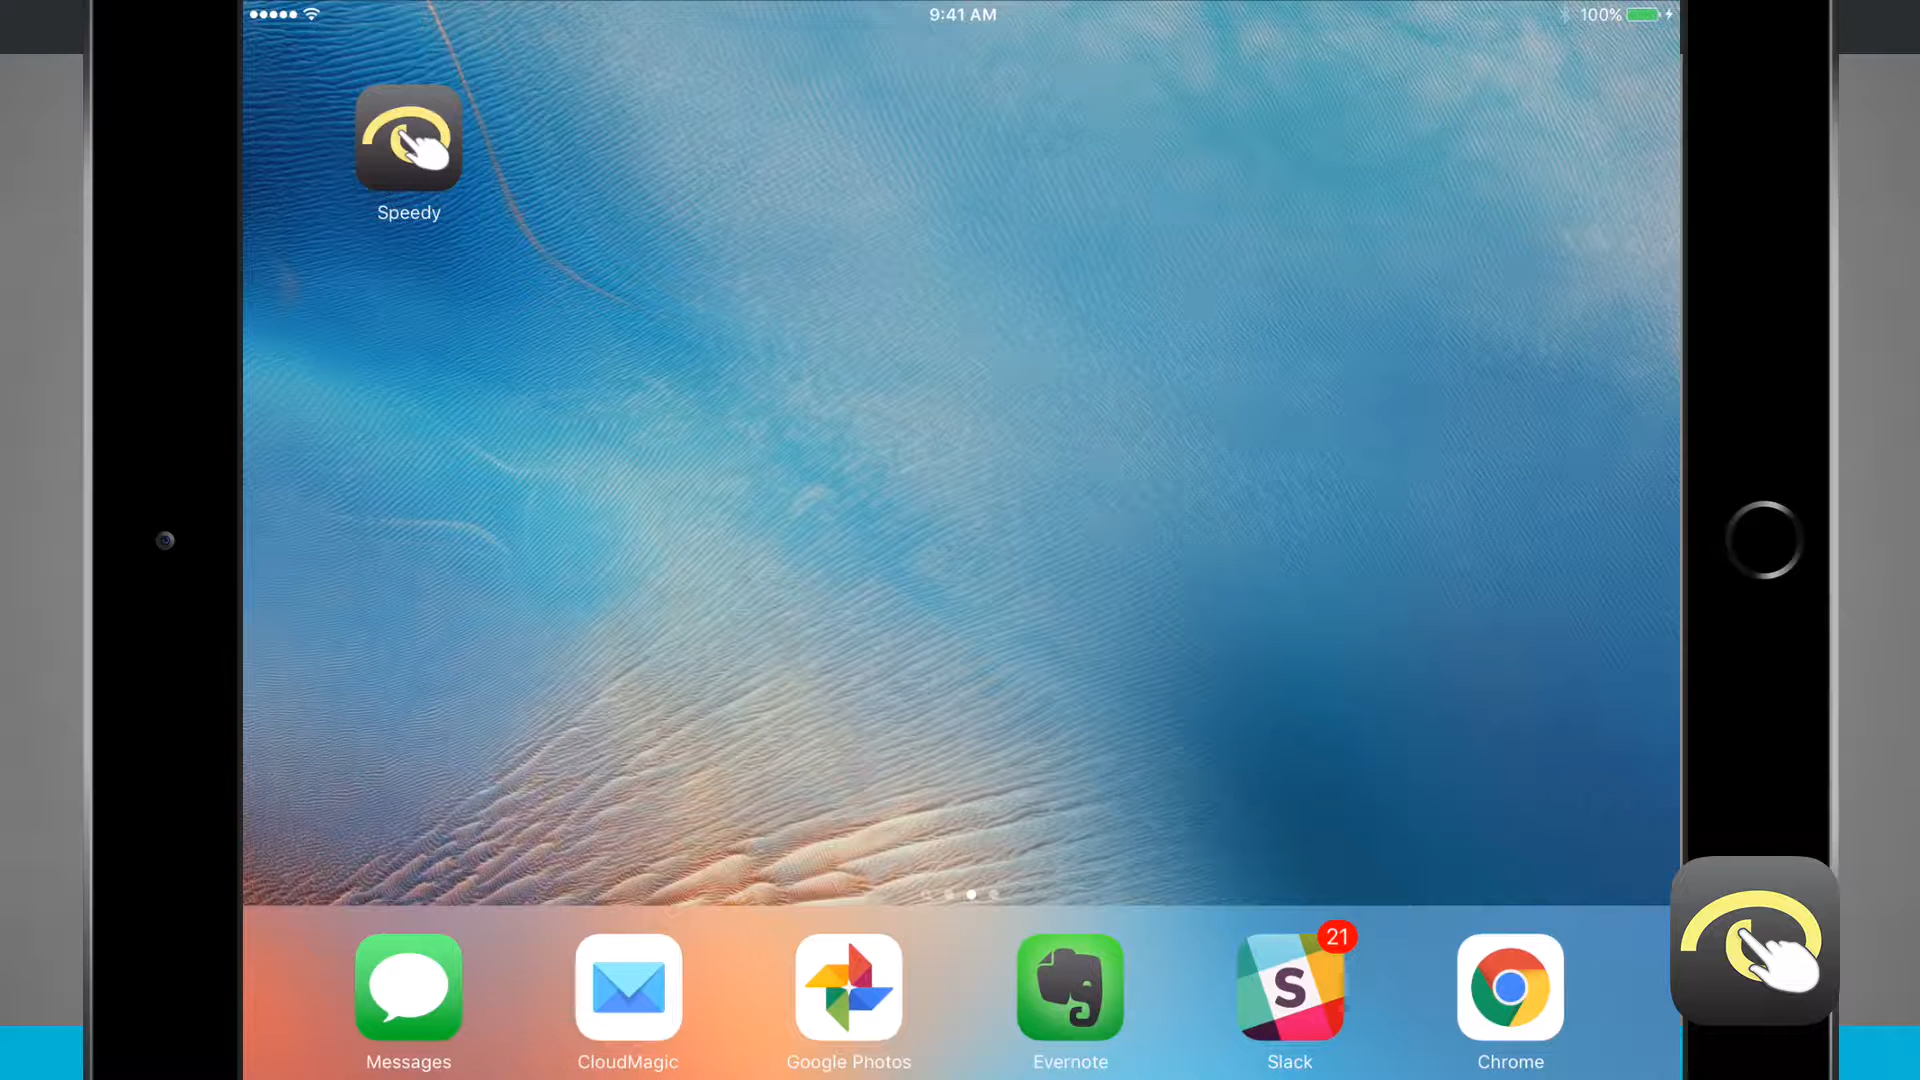 9:41 AM
100%
Speedy
21
S
Messages
CloudMagic
Google Photos
Evernote
Slack
Chrome